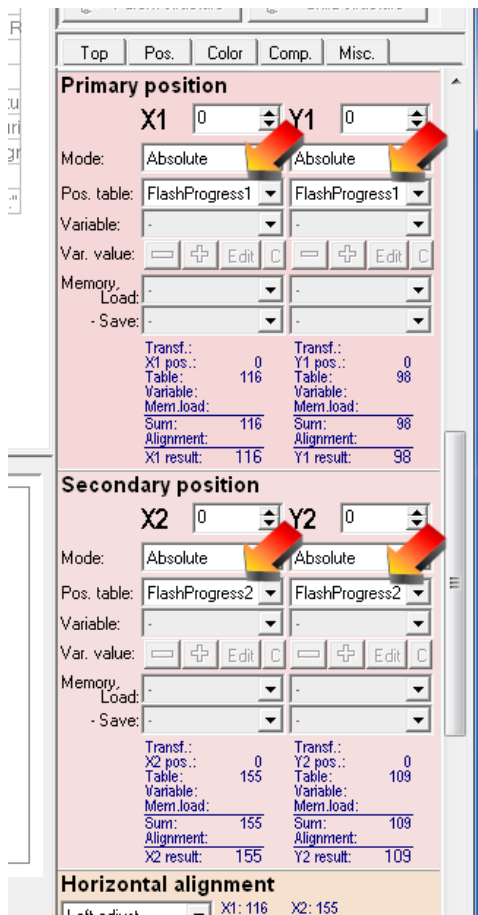 Top Pos. Color Comp. Misc.
Primary position
X1 0 Y1 0
Mode: Absolute Absolute
Pos. table: FlashProgress1 FlashProgress1
Variable: - -
Var. value: Edit C Edit C
Memory,
Load: - -
- Save: - -
Transf.: Transf.:
X1 pos.: 0 Y1 pos.: 0
Table: 116 Table: 98
Variable: Variable:
Mem.load: Mem.load:
Sum: 116 Sum: 98
Alignment: Alignment:
X1 result: 116 Y1 result: 98
Secondary position
X2 0 Y2 0
Mode: Absolute Absolute
Pos. table: FlashProgress2 FlashProgress2
Variable: - -
Var. value: Edit C Edit C
Memory,
Load: - -
- Save: - -
Transf.: Transf.:
X2 pos.: 0 Y2 pos.: 0
Table: 155 Table: 109
Variable: Variable:
Mem.load: Mem.load:
Sum: 155 Sum: 109
Alignment: Alignment:
X2 result: 155 Y2 result: 109
Horizontal alignment
Left adjust X1: 116 X2: 155